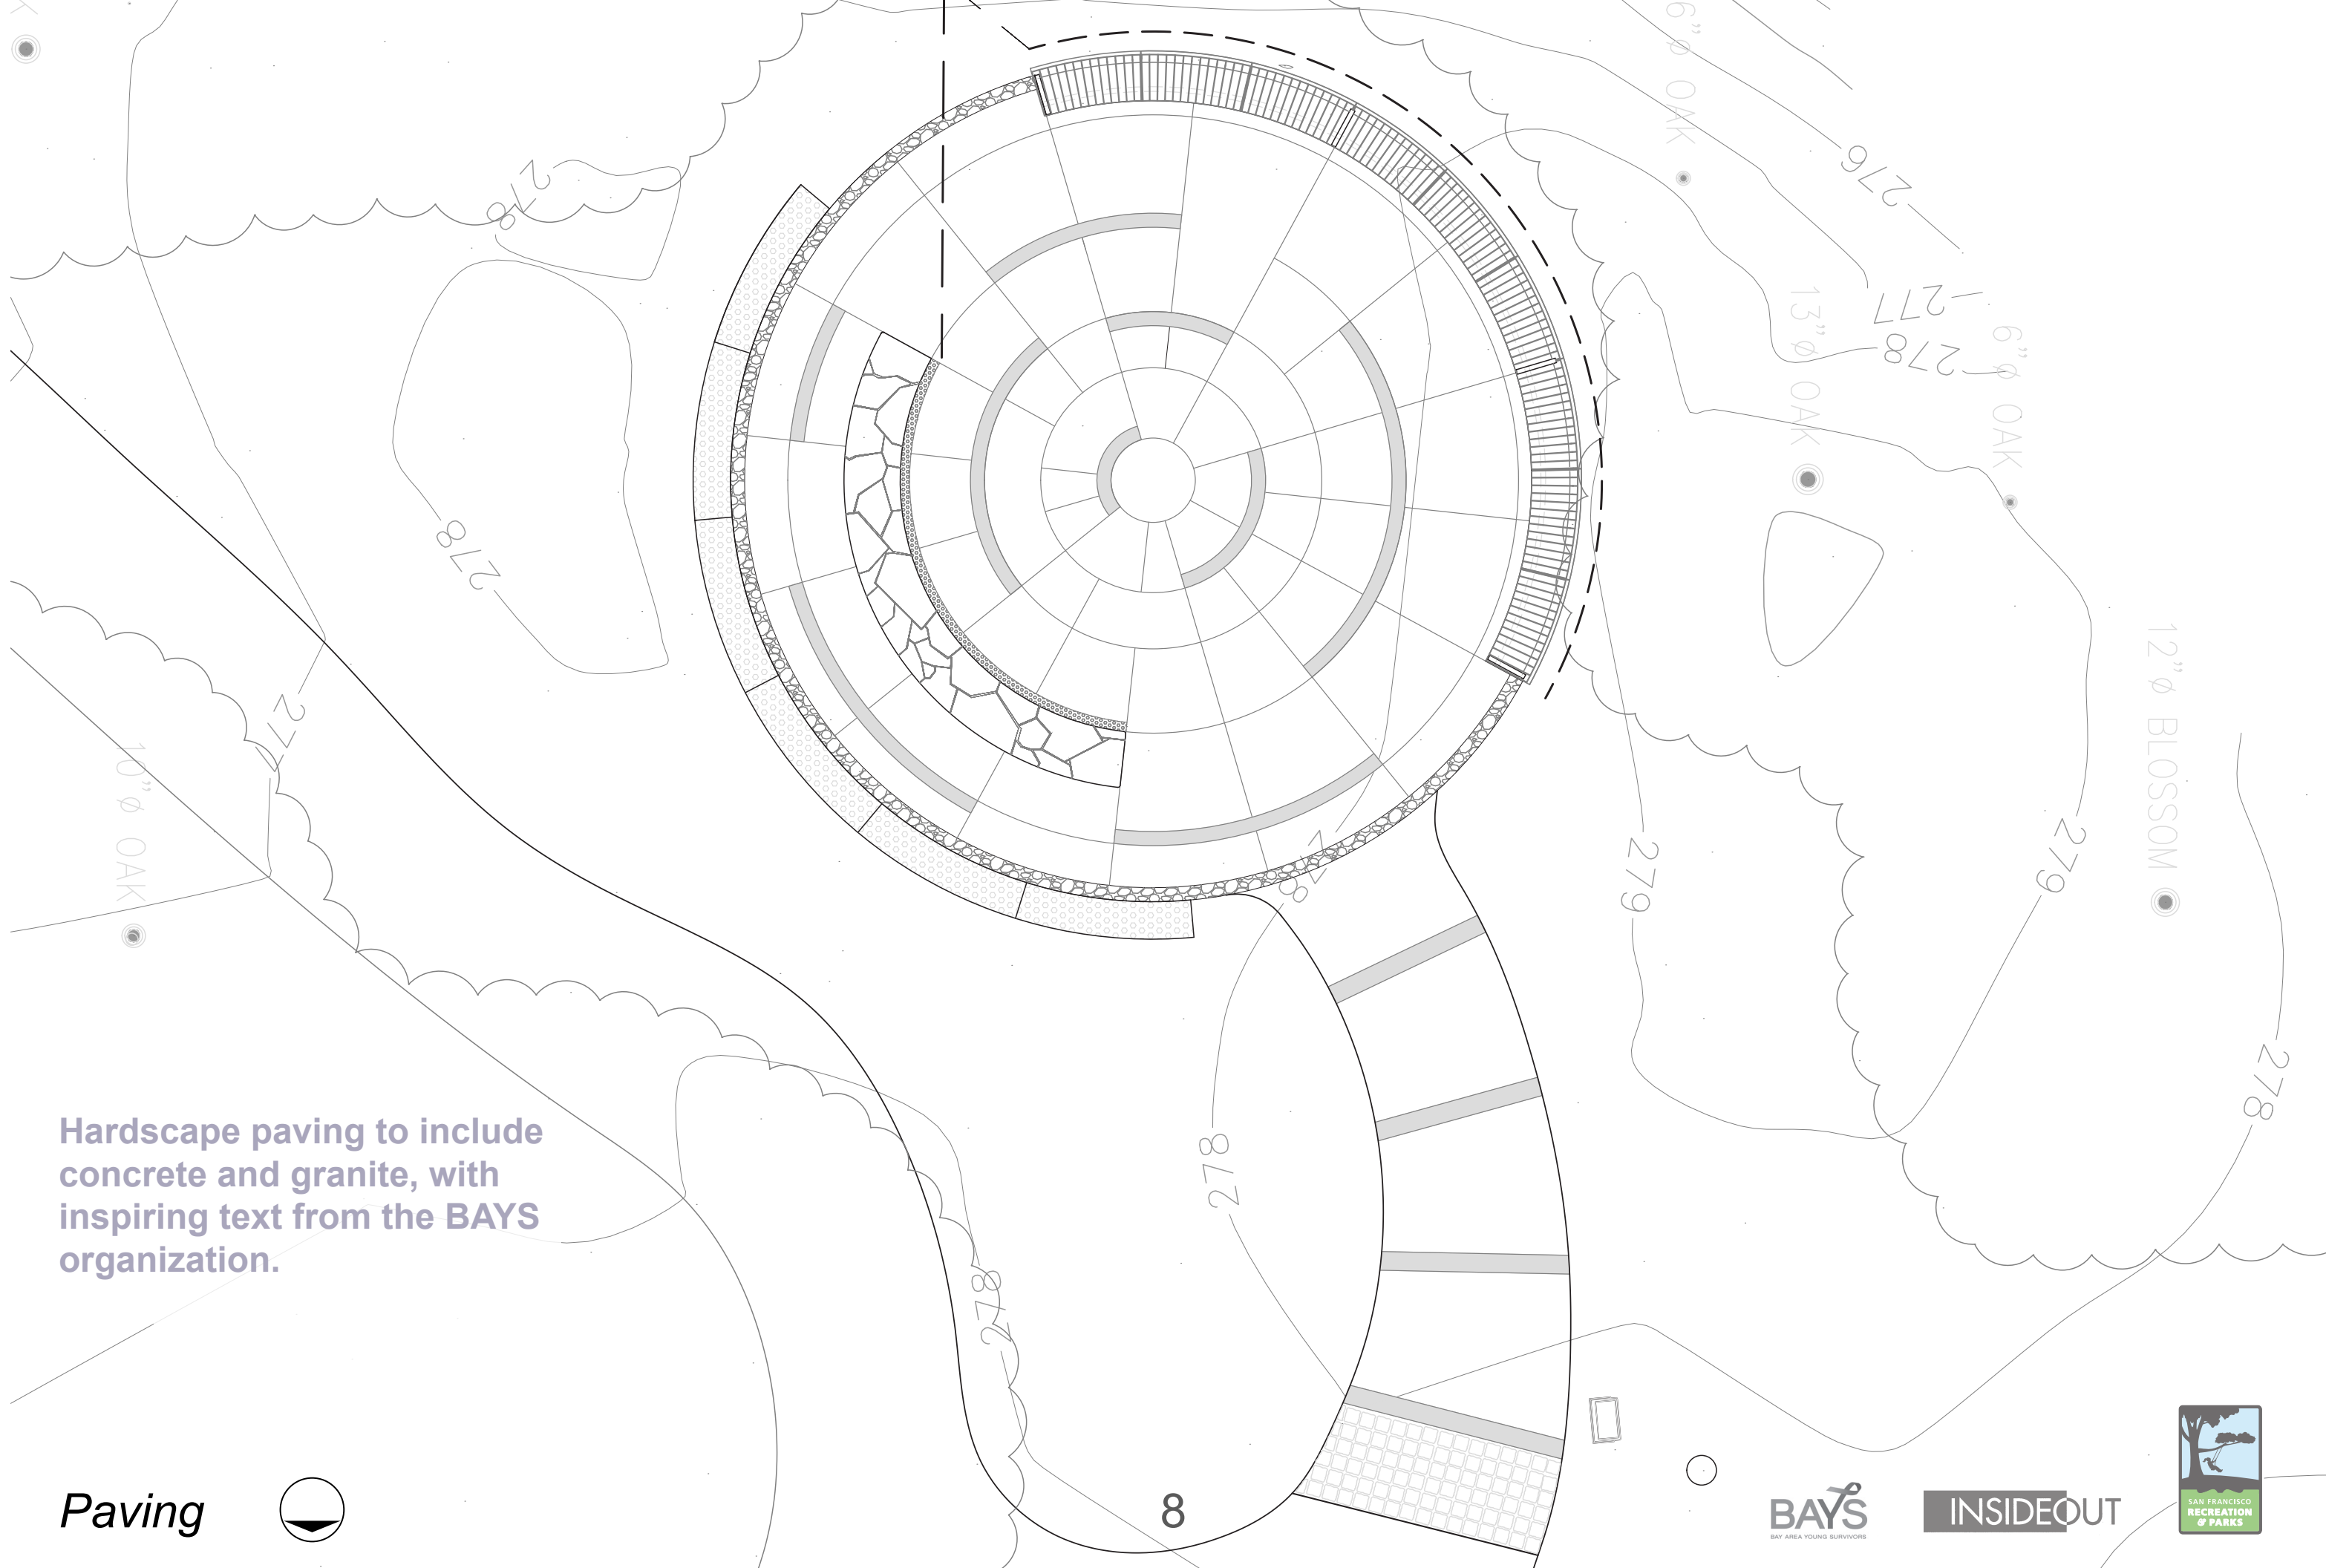 6”ø OAK
276
278
277
278
13”ø OAK
6”ø OAK
278
12”ø BLOSSOM
277
10”ø OAK
278
279
279
278
278
278
Hardscape paving to include
concrete and granite, with
inspiring text from the BAYS
organization.
Paving
8
BAYS
BAY AREA YOUNG SURVIVORS
INSIDEOUT
SAN FRANCISCO
RECREATION
& PARKS